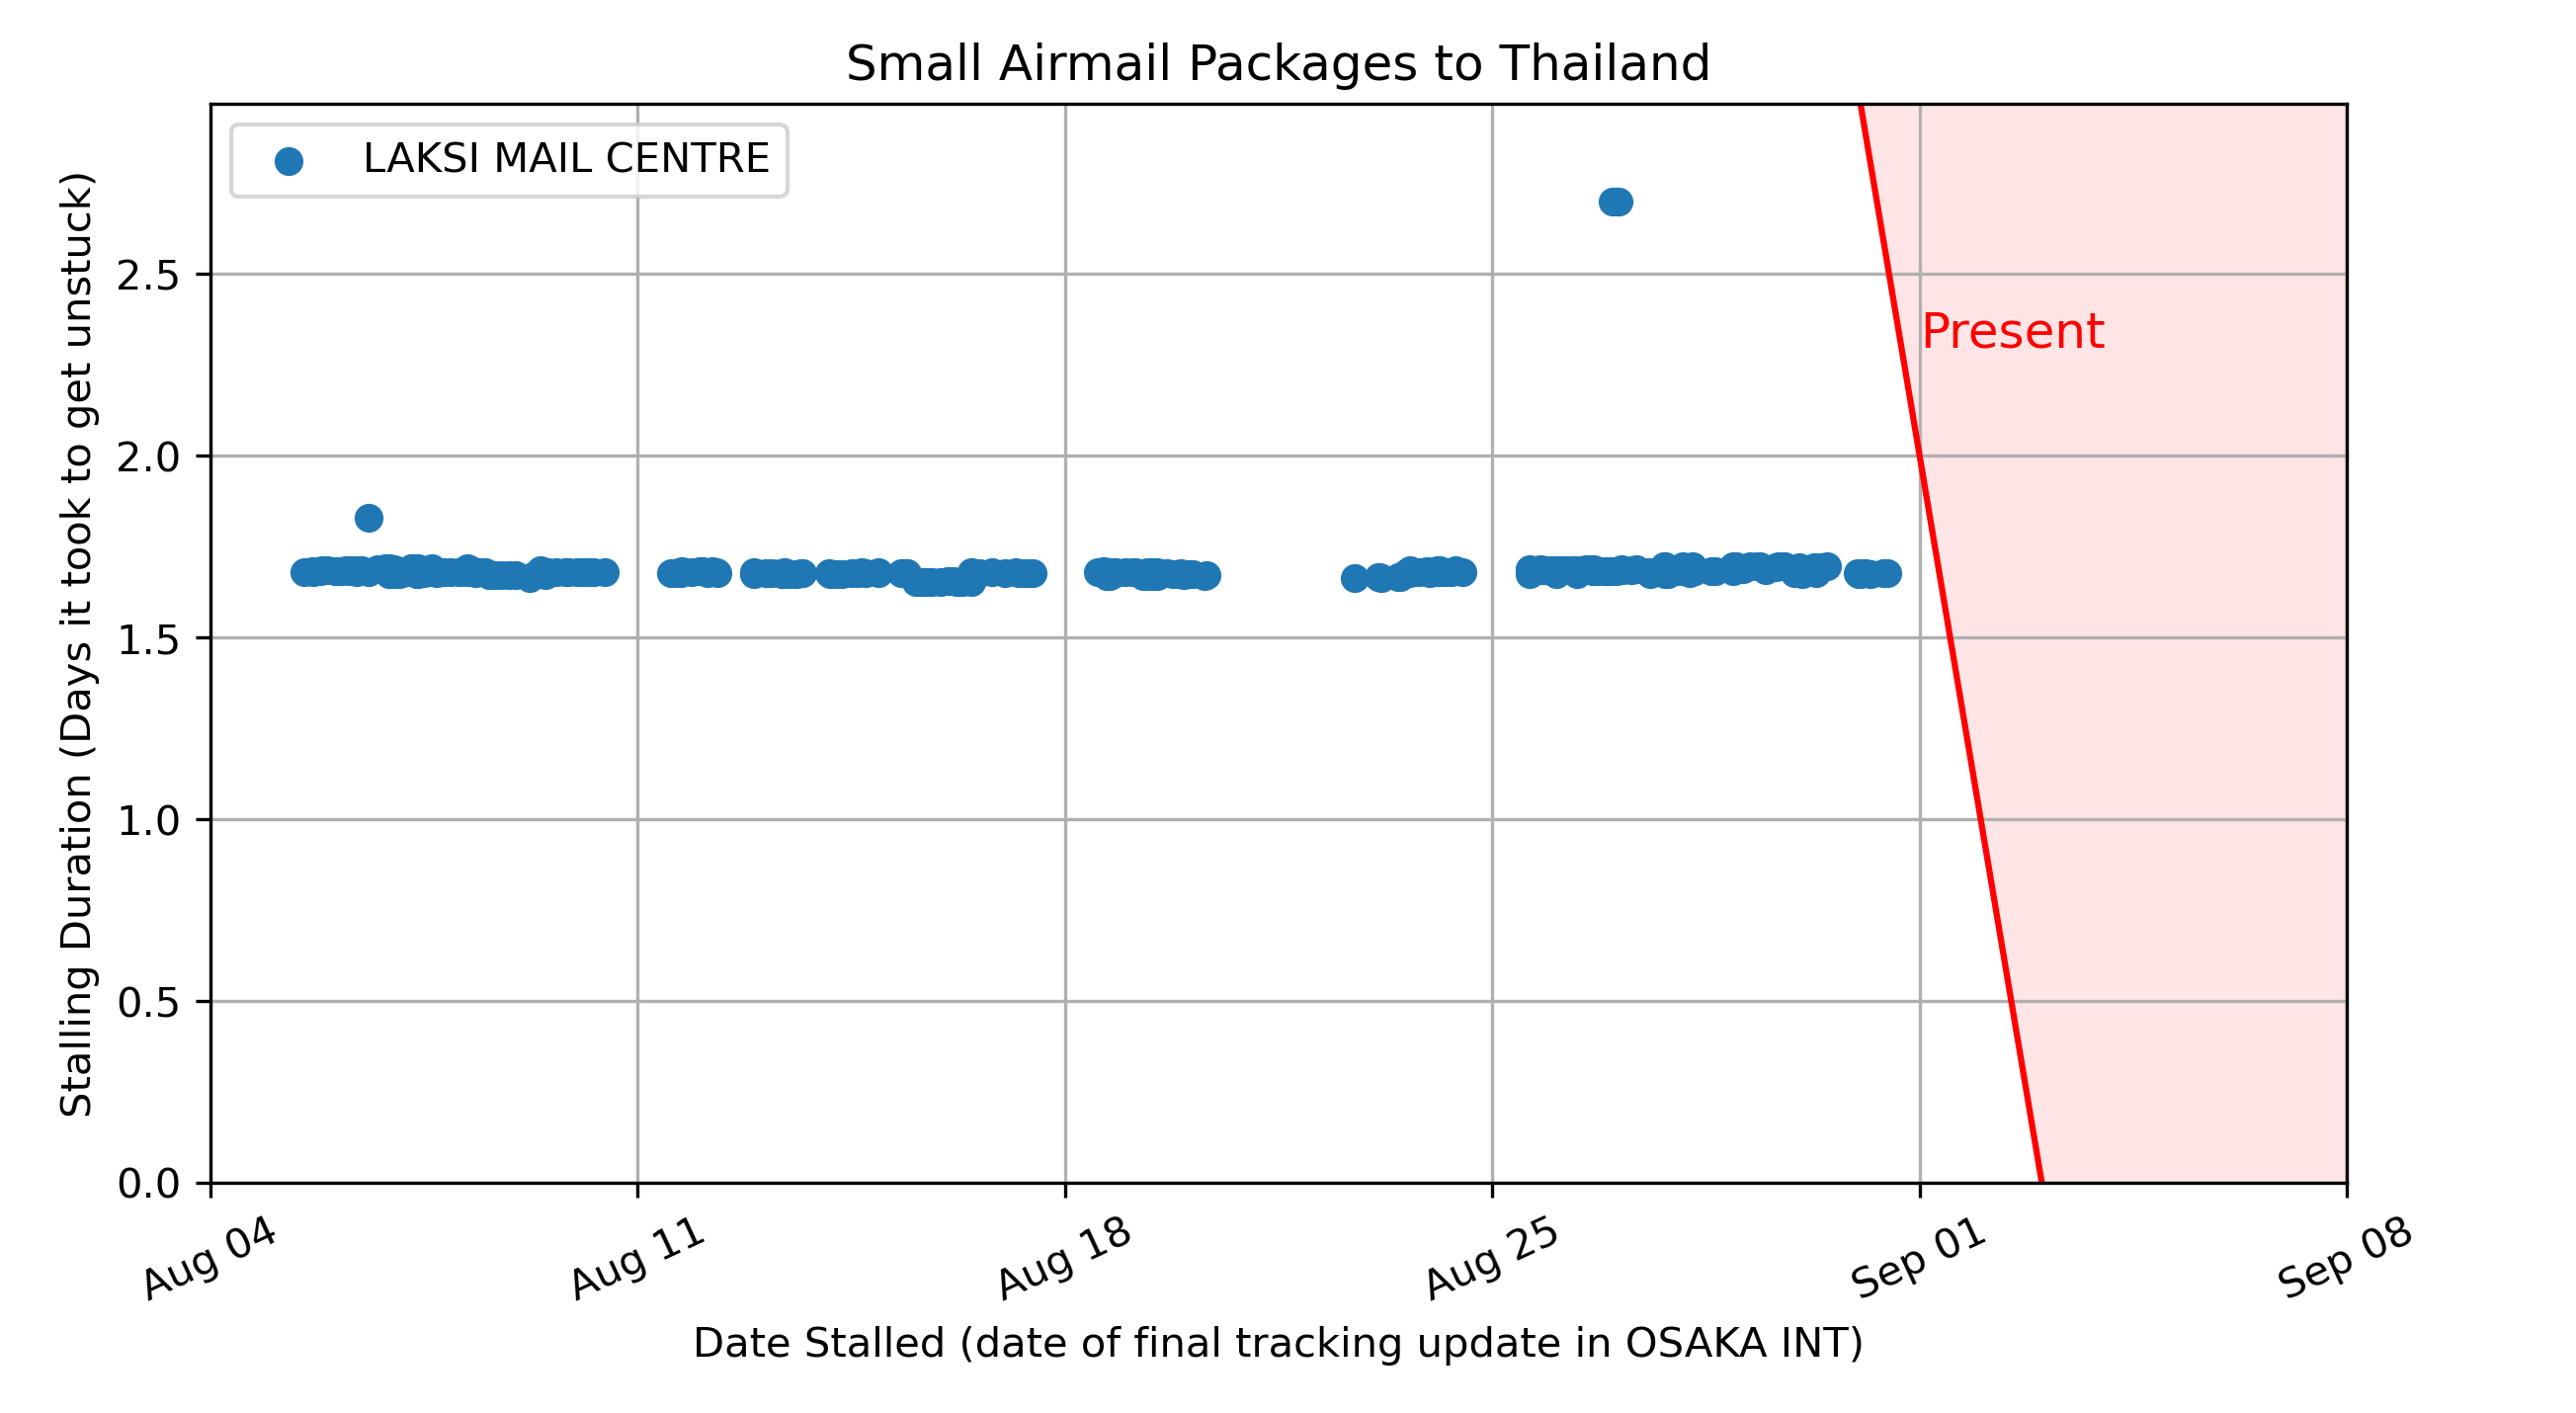 Small Airmail Packages to Thailand
LAKSI MAIL CENTRE
Present
Stalling Duration (Days it took to get unstuck)
2.5
2.0
1.5
1.0
0.5
0.0
Aug 04
Aug 11
Aug 18
Aug 25
Sep 01
Sep 08
Date Stalled (date of final tracking update in OSAKA INT)